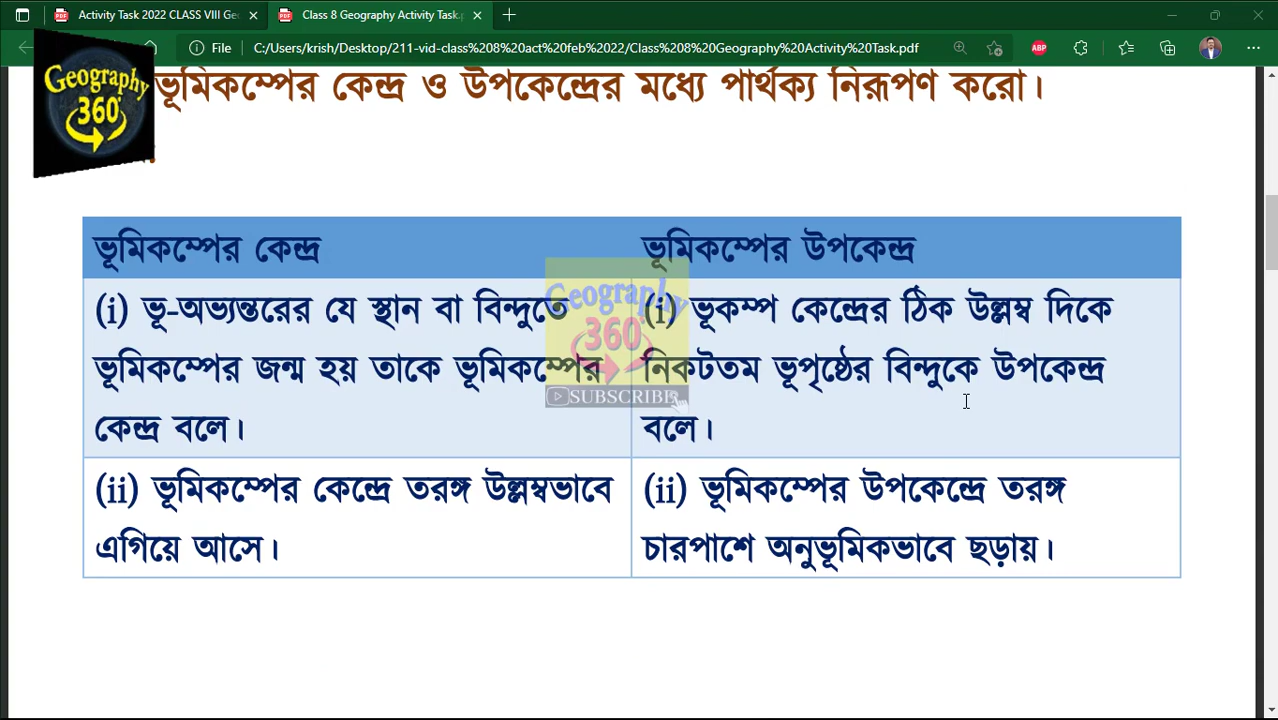 Activity Task 2022 CLASS VIII Geo
Class 8 Geography Activity Task.p
File
C:/Users/krish/Desktop/211-vid-class%208%20act%20feb%2022/Class%208%20Geography%20Activity%20Task.pdf
ABP
Geography
360°
ভূমিকম্পের কেন্দ্র ও উপকেন্দ্রের মধ্যে পার্থক্য নিরূপণ করো।
ভূমিকম্পের কেন্দ্র
(i) ভূ-অভ্যন্তরের যে স্থান বা বিন্দুতে
ভূমিকম্পের জন্ম হয় তাকে ভূমিকম্পের
কেন্দ্র বলে।
(ii) ভূমিকম্পের কেন্দ্রে তরঙ্গ উল্লম্বভাবে
এগিয়ে আসে।
ভূমিকম্পের উপকেন্দ্র
(i) ভূকম্প কেন্দ্রের ঠিক উল্লম্ব দিকে
নিকটতম ভূপৃষ্ঠের বিন্দুকে উপকেন্দ্র
বলে।
(ii) ভূমিকম্পের উপকেন্দ্রে তরঙ্গ
চারপাশে অনুভূমিকভাবে ছড়ায়।
Geography
360°
SUBSCRIBE